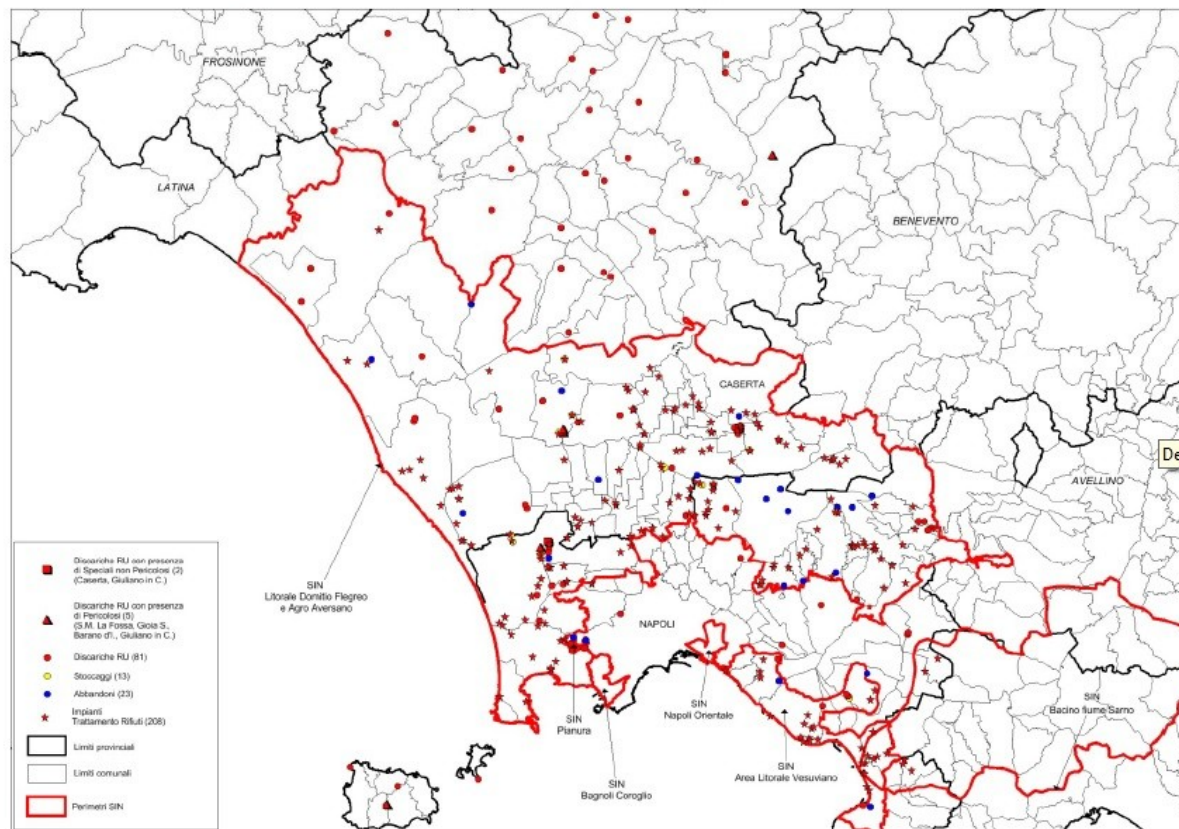 FROSINONE
LATINA
BENEVENTO
CASERTA
De
AVELLINO
SIN
Litorale Domitio Flegreo
e Agro Aversano
NAPOLI
SIN
Pianura
SIN
Napoli Orientale
SIN
Bacino fiume Sarno
SIN
Bagnoli Coroglio
SIN
Area Litorale Vesuviano
Discariche RU con presenza
di Speciali non Pericolosi (2)
(Caserta, Giuliano in C.)
Discariche RU con presenza
di Pericolosi (5)
(S.M. La Fossa, Gioia S.,
Barano d'I., Giuliano in C.)
Discariche RU (81)
Stoccaggi (13)
Abbandoni (23)
Impianti
Trattamento Rifiuti (208)
Limiti provinciali
Limiti comunali
Perimetri SIN